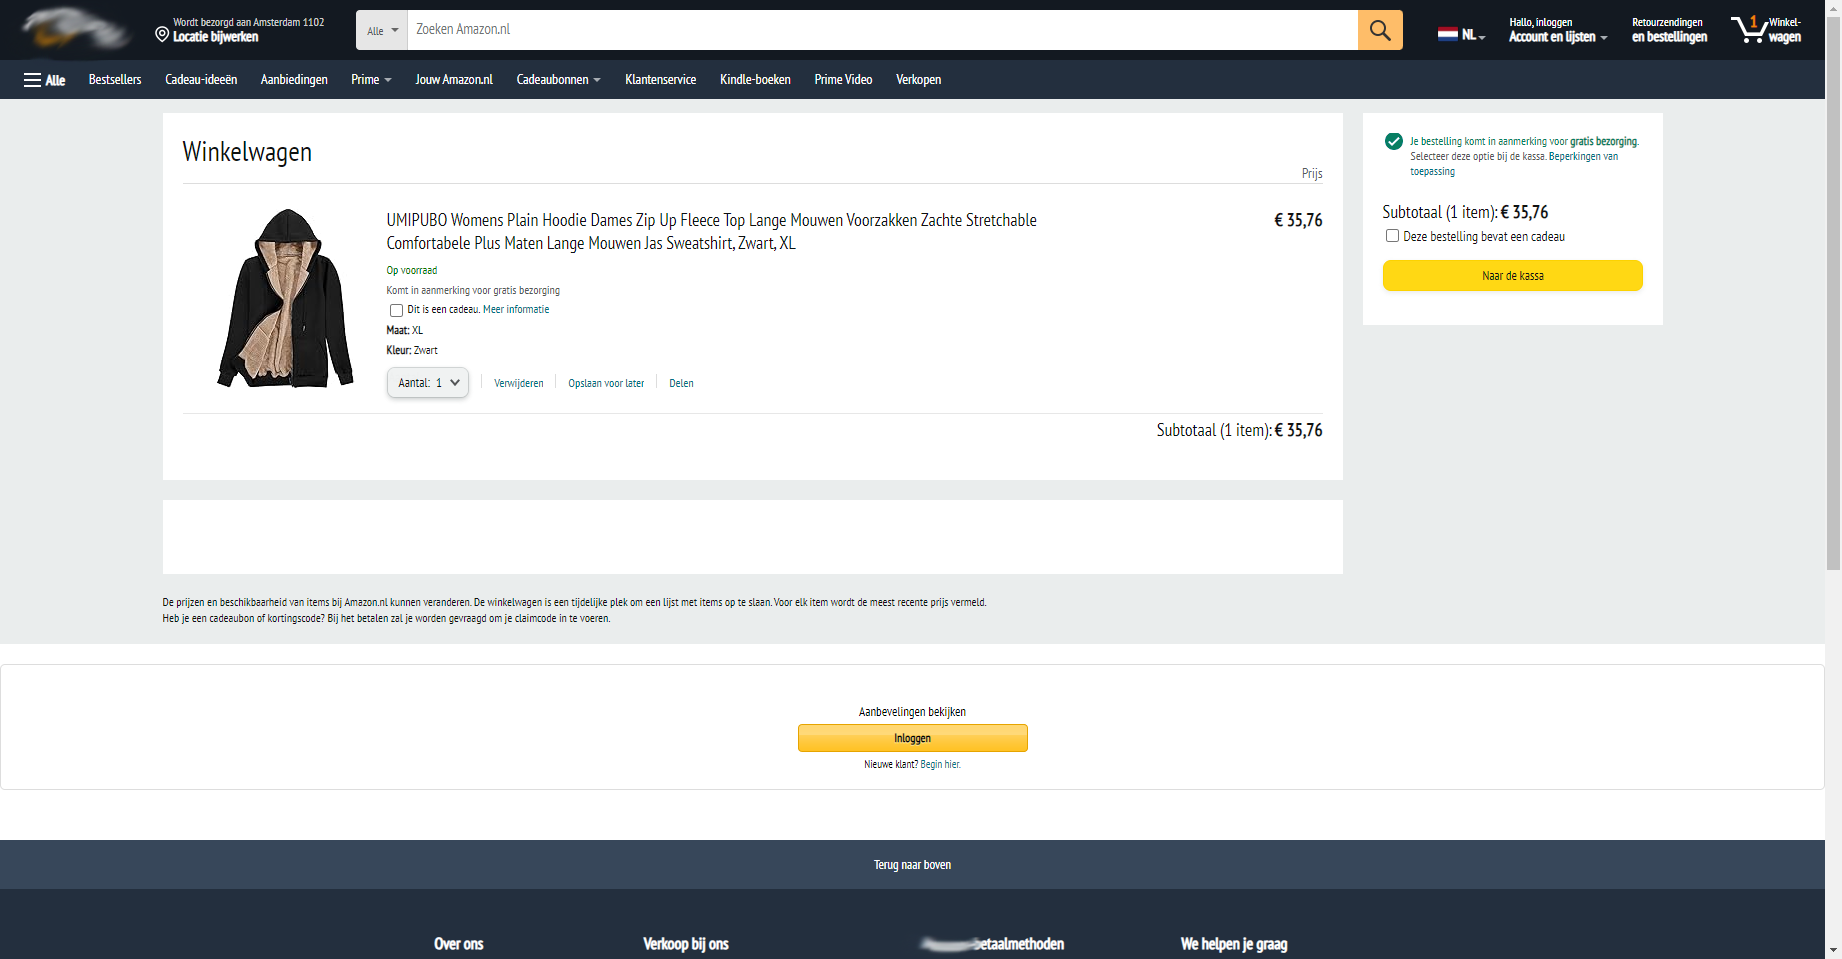 Wordt bezorgd aan Amsterdam 1102
Locatie bijwerken
Alle
Zoeken Amazon.nl
NL
Hallo, inloggen
Account en lijsten
Retourzendingen
en bestellingen
1
Winkel-
wagen
Alle
Bestsellers
Cadeau-ideeën
Aanbiedingen
Prime
Jouw Amazon.nl
Cadeaubonnen
Klantenservice
Kindle-boeken
Prime Video
Verkopen
Winkelwagen
Prijs
UMIPUBO Womens Plain Hoodie Dames Zip Up Fleece Top Lange Mouwen Voorzakken Zachte Stretchable
Comfortabele Plus Maten Lange Mouwen Jas Sweatshirt, Zwart, XL
€ 35,76
Op voorraad
Komt in aanmerking voor gratis bezorging
Dit is een cadeau. Meer informatie
Maat: XL
Kleur: Zwart
Aantal: 1
Verwijderen
Opslaan voor later
Delen
Subtotaal (1 item): € 35,76
Je bestelling komt in aanmerking voor gratis bezorging.
Selecteer deze optie bij de kassa. Beperkingen van
toepassing
Subtotaal (1 item): € 35,76
Deze bestelling bevat een cadeau
Naar de kassa
De prijzen en beschikbaarheid van items bij Amazon.nl kunnen veranderen. De winkelwagen is een tijdelijke plek om een lijst met items op te slaan. Voor elk item wordt de meest recente prijs vermeld.
Heb je een cadeaubon of kortingscode? Bij het betalen zal je worden gevraagd om je claimcode in te voeren.
Aanbevelingen bekijken
Inloggen
Nieuwe klant? Begin hier.
Terug naar boven
Over ons
Verkoop bij ons
betaalmethoden
We helpen je graag